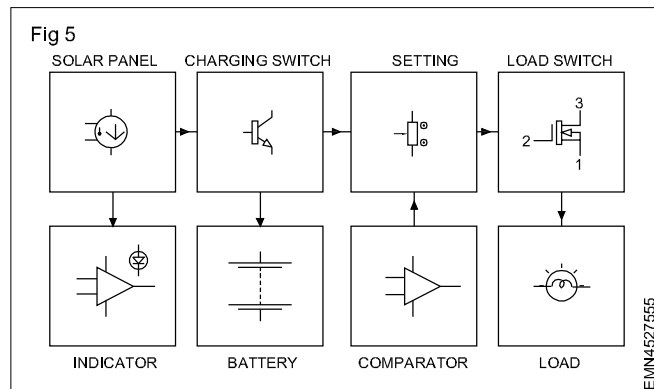 Fig 5
SOLAR PANEL
CHARGING SWITCH
SETTING
LOAD SWITCH
3
2
1
INDICATOR
BATTERY
COMPARATOR
LOAD
EMN4527555